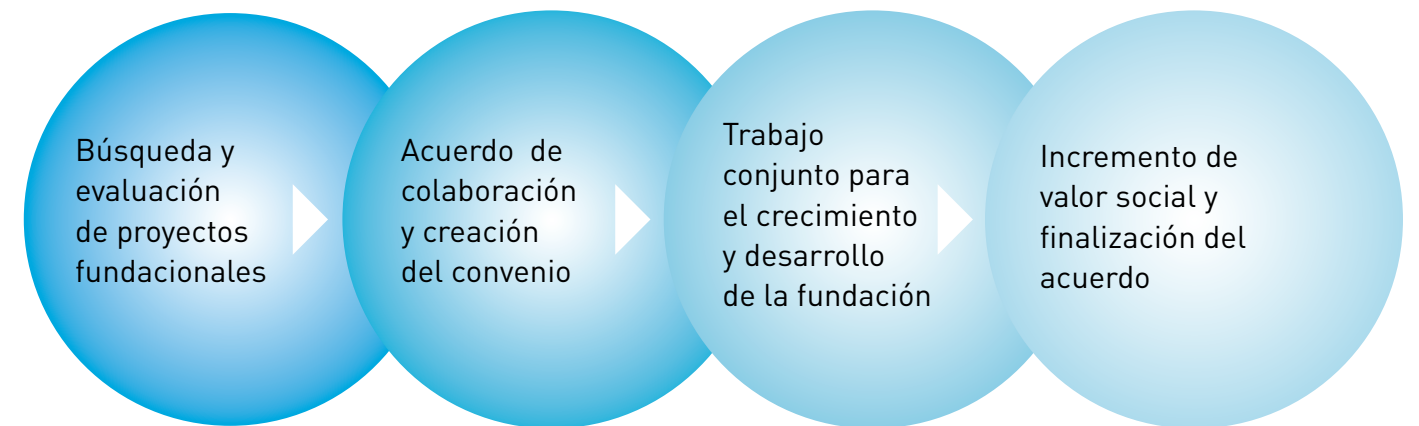 Búsqueda y
evaluación
de proyectos
fundacionales
Acuerdo de
colaboración
y creación
del convenio
Trabajo
conjunto para
el crecimiento
y desarrollo
de la fundación
Incremento de
valor social y
finalización del
acuerdo